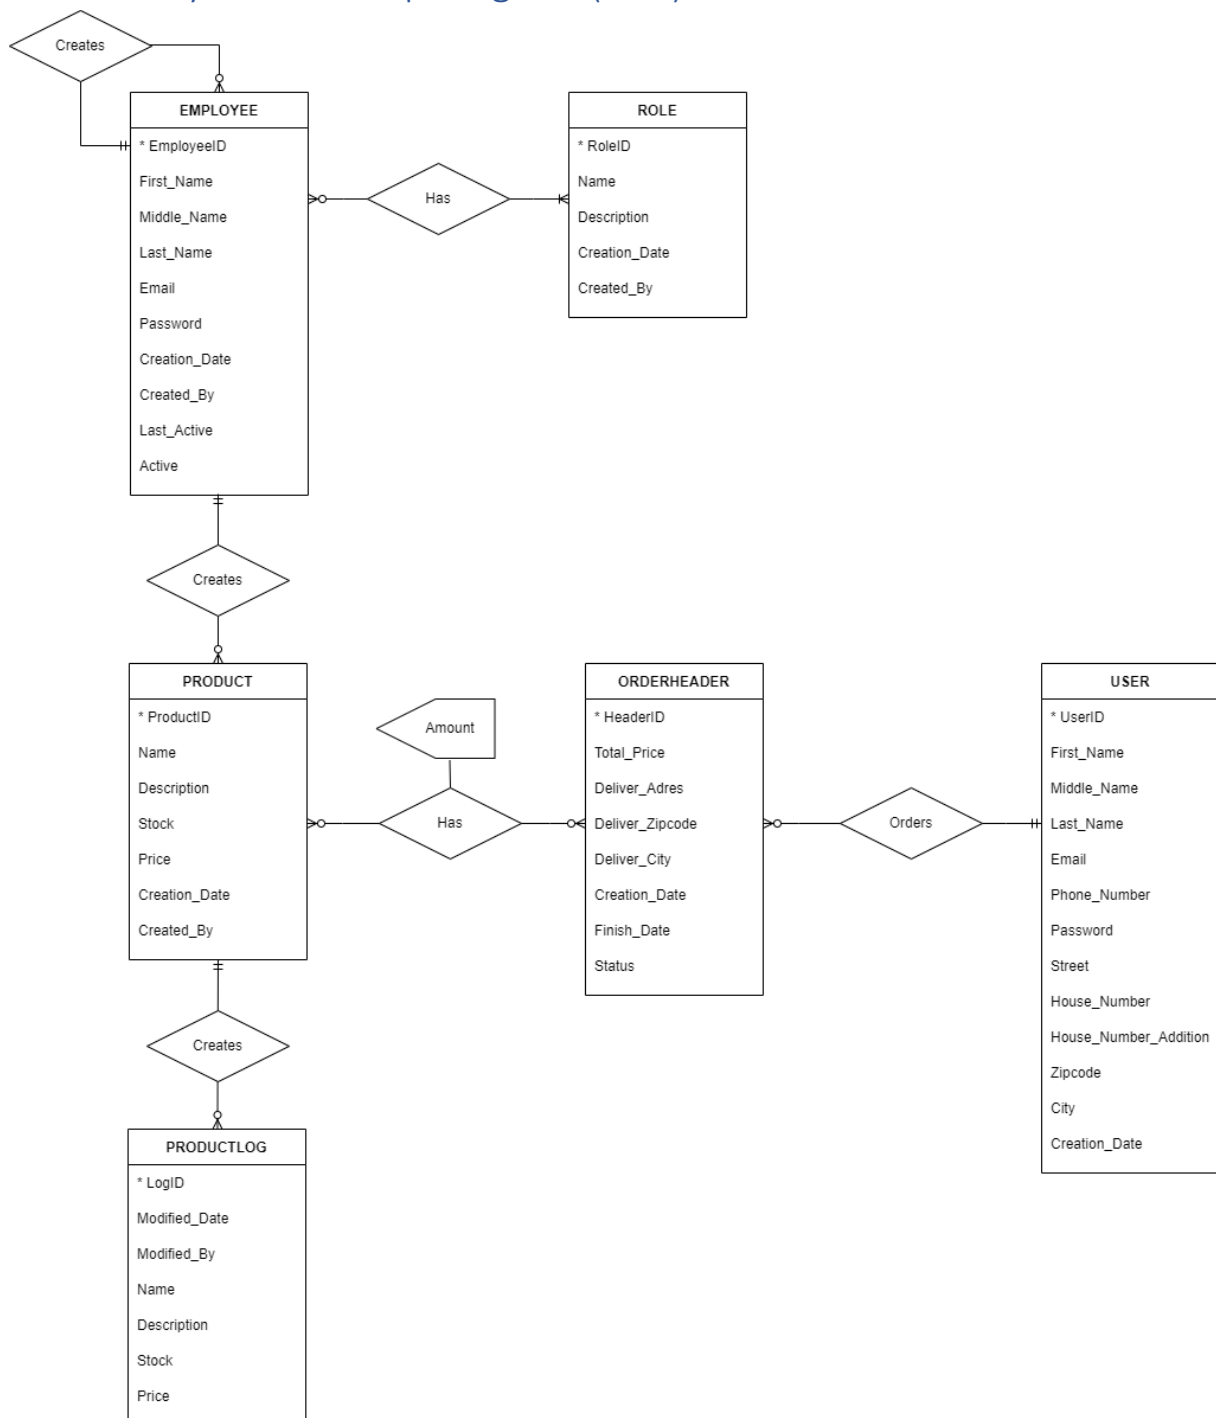 Creates
EMPLOYEE
* EmployeeID
First_Name
Middle_Name
Last_Name
Email
Password
Creation_Date
Created_By
Last_Active
Active
Has
ROLE
* RoleID
Name
Description
Creation_Date
Created_By
Creates
PRODUCT
* ProductID
Name
Description
Stock
Price
Creation_Date
Created_By
Amount
Has
ORDERHEADER
* HeaderID
Total_Price
Deliver_Adres
Deliver_Zipcode
Deliver_City
Creation_Date
Finish_Date
Status
Orders
USER
* UserID
First_Name
Middle_Name
Last_Name
Email
Phone_Number
Password
Street
House_Number
House_Number_Addition
Zipcode
City
Creation_Date
Creates
PRODUCTLOG
* LogID
Modified_Date
Modified_By
Name
Description
Stock
Price